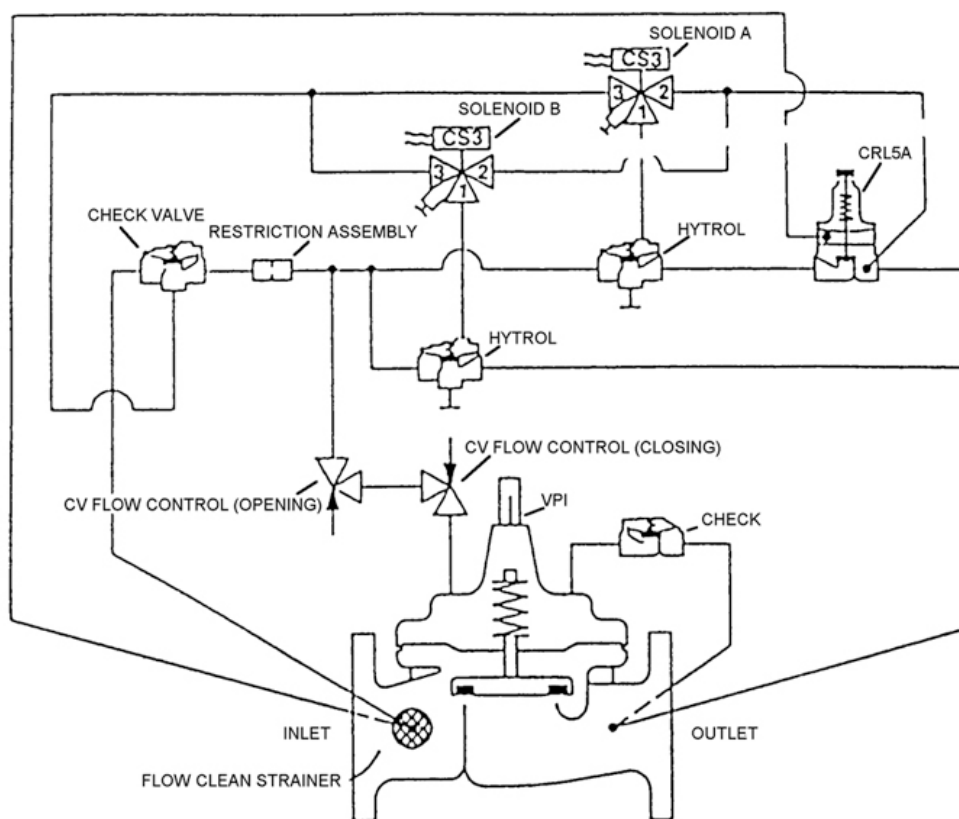 SOLENOID A
CS3
3 2
1
SOLENOID B
CS3
3 2
1
CRL5A
CHECK VALVE
RESTRICTION ASSEMBLY
HYTROL
HYTROL
CV FLOW CONTROL (CLOSING)
CV FLOW CONTROL (OPENING)
VPI
CHECK
INLET
OUTLET
FLOW CLEAN STRAINER